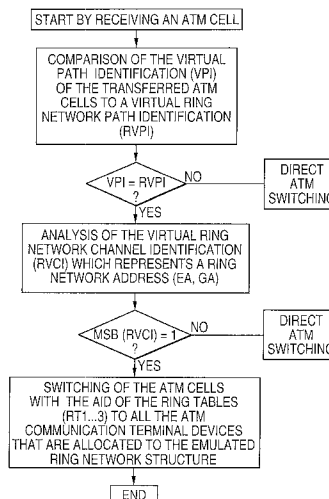 START BY RECEIVING AN ATM CELL
COMPARISON OF THE VIRTUAL
PATH IDENTIFICATION (VPI)
OF THE TRANSFERRED ATM
CELLS TO A VIRTUAL RING
NETWORK PATH IDENTIFICATION
(RVPI)
VPI = RVPI
?
NO
DIRECT
ATM
SWITCHING
YES
ANALYSIS OF THE VIRTUAL RING
NETWORK CHANNEL IDENTIFICATION
(RVCI) WHICH REPRESENTS A RING
NETWORK ADDRESS (EA, GA)
MSB (RVCI) = 1
?
NO
DIRECT
ATM
SWITCHING
YES
SWITCHING OF THE ATM CELLS
WITH THE AID OF THE RING TABLES
(RT1...3) TO ALL THE ATM
COMMUNICATION TERMINAL DEVICES
THAT ARE ALLOCATED TO THE EMULATED
RING NETWORK STRUCTURE
END